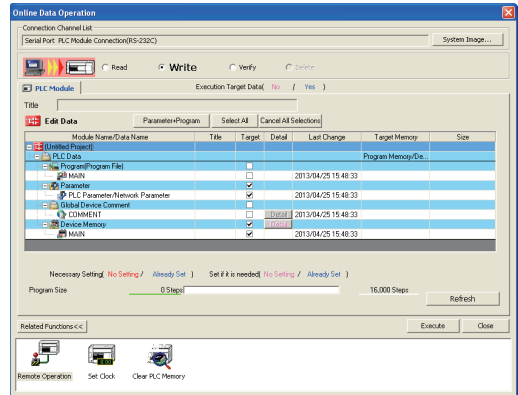 Online Data Operation
Connection Channel List
Serial Port PLC Module Connection(RS-232C)
System Image...
Read
Write
Verify
Delete
PLC Module
Execution Target Data( No / Yes )
Title
Edit Data
Parameter+Program
Select All
Cancel All Selections
Module Name/Data Name Title Target Detail Last Change Target Memory Size
(Untitled Project)
PLC Data Program Memory/De...
Program(Program File)
MAIN 2013/04/25 15:48:33
Parameter
PLC Parameter/Network Parameter 2013/04/25 15:48:33
Global Device Comment
COMMENT Detail 2013/04/25 15:48:33
Device Memory Detail
MAIN 2013/04/25 15:48:33
Necessary Setting( No Setting / Already Set ) Set if it is needed( No Setting / Already Set )
Program Size 0 Steps 16,000 Steps
Refresh
Related Functions<<
Execute
Close
Remote Operation
Set Clock
Clear PLC Memory